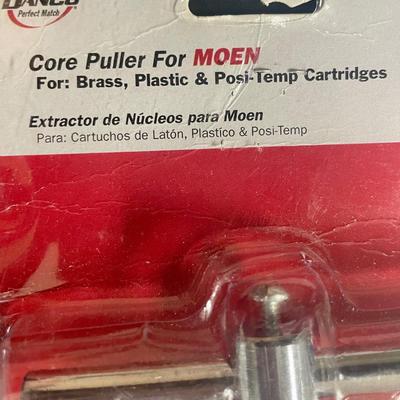 DANCO
Perfect Match
Core Puller For MOEN
For: Brass, Plastic & Posi-Temp Cartridges
Extractor de Núcleos para Moen
Para: Cartuchos de Latón, Plastico & Posi-Temp